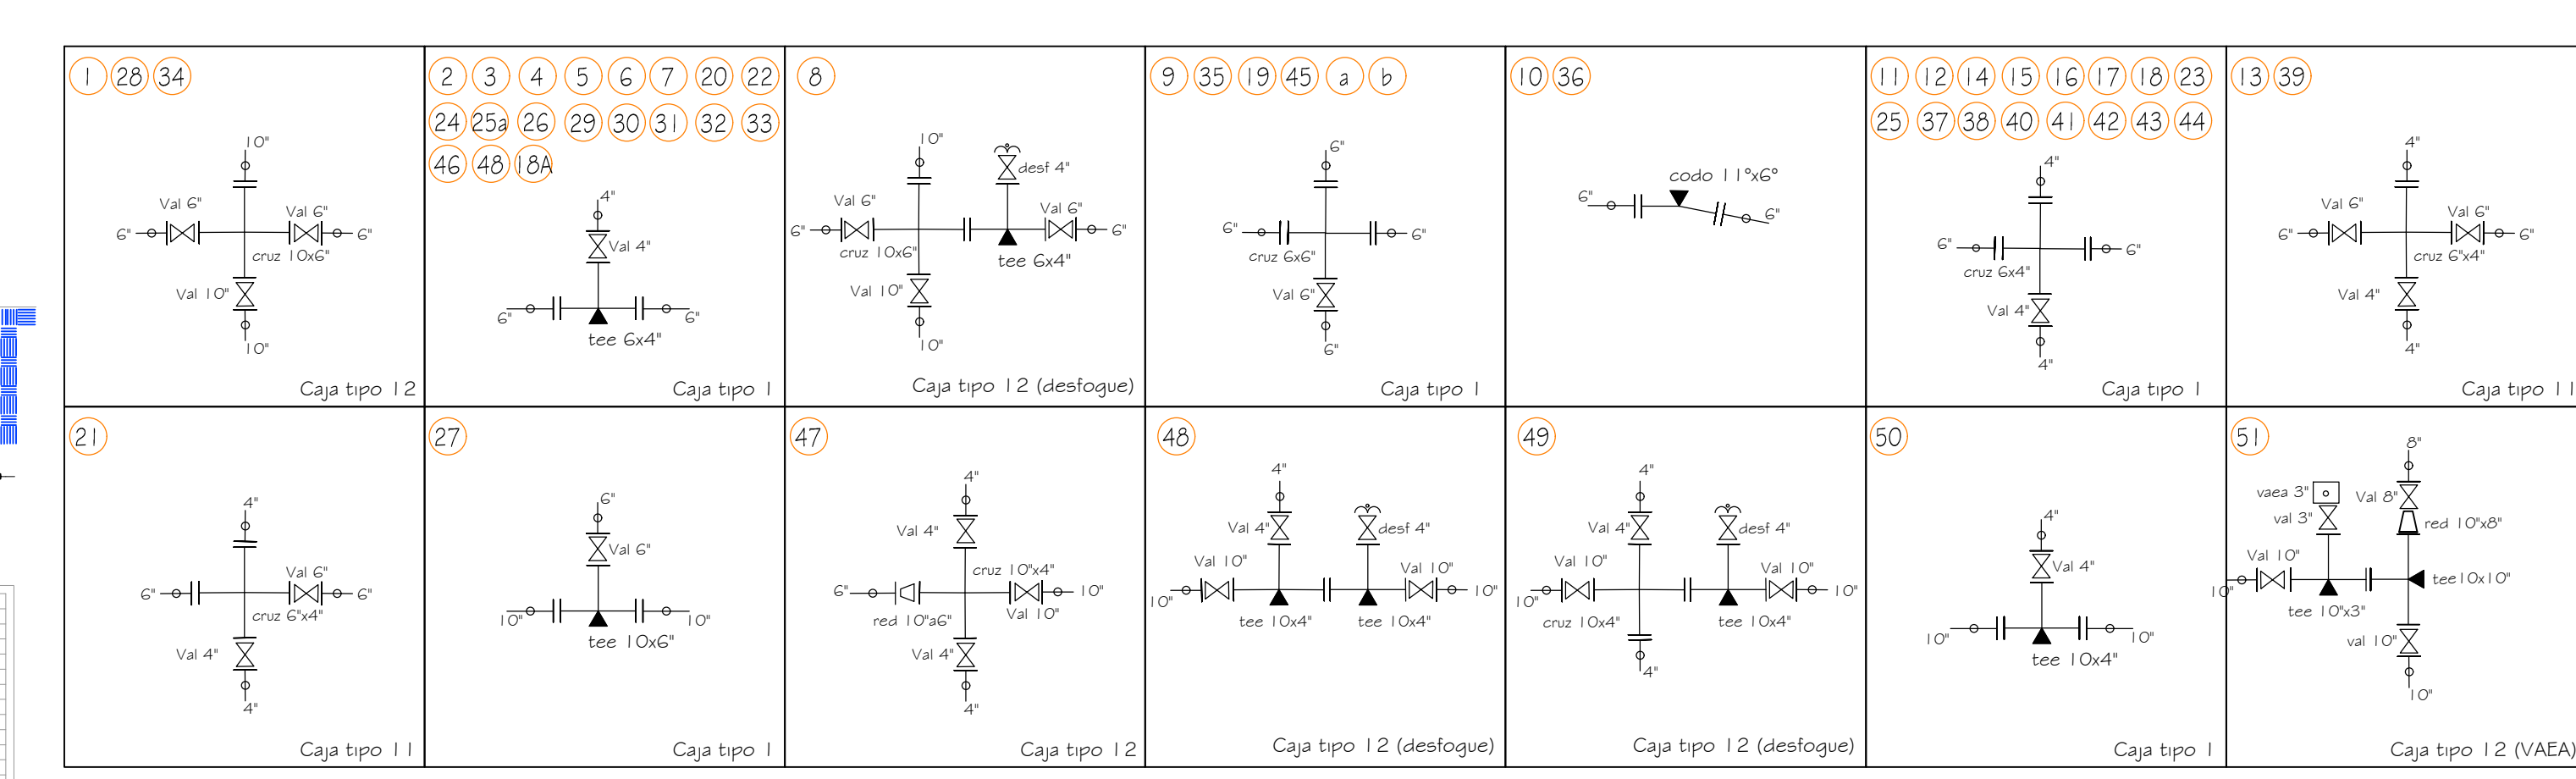 1 28 34
10"
Val 6"
Val 6"
6"
6"
cruz 10x6"
Val 10"
10"
Caja tipo 12
2 3 4 5 6 7 20 22
24 25a 26 29 30 31 32 33
46 48 18A
4"
Val 4"
6"
6"
tee 6x4"
Caja tipo 1
8
10"
desf 4"
Val 6"
Val 6"
6"
6"
cruz 10x6"
tee 6x4"
Val 10"
10"
Caja tipo 12 (desfogue)
9 35 19 45 a b
6"
6"
6"
cruz 6x6"
Val 6"
6"
Caja tipo 1
10 36
codo 11°x6°
6"
6"
11 12 14 15 16 17 18 23
25 37 38 40 41 42 43 44
4"
6"
6"
cruz 6x4"
Val 4"
4"
Caja tipo 1
13 39
4"
Val 6"
Val 6"
6"
6"
cruz 6"x4"
Val 4"
4"
Caja tipo 11
21
4"
Val 6"
6"
6"
cruz 6"x4"
Val 4"
4"
Caja tipo 11
27
6"
Val 6"
10"
10"
tee 10x6"
Caja tipo 1
47
4"
Val 4"
cruz 10"x4"
6"
10"
red 10"a6"
Val 10"
Val 4"
4"
Caja tipo 12
48
4"
Val 4"
desf 4"
Val 10"
Val 10"
10"
10"
tee 10x4"
tee 10x4"
Caja tipo 12 (desfogue)
49
4"
Val 4"
desf 4"
Val 10"
Val 10"
10"
10"
cruz 10x4"
tee 10x4"
4"
Caja tipo 12 (desfogue)
50
4"
Val 4"
10"
10"
tee 10x4"
Caja tipo 1
51
8"
vaea 3"
Val 8"
val 3"
red 10"x8"
Val 10"
10"
tee10x10"
tee 10"x3"
val 10"
10"
Caja tipo 12 (VAEA)